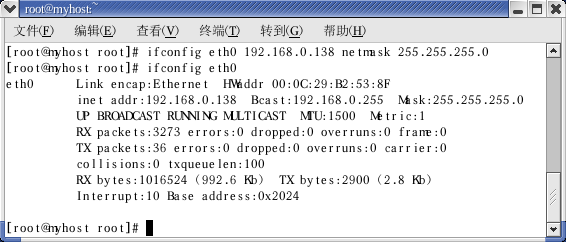 root@myhost:~
文件(F) 编辑(E) 查看(V) 终端(T) 转到(G) 帮助(H)
[root@myhost root]# ifconfig eth0 192.168.0.138 netmask 255.255.255.0
[root@myhost root]# ifconfig eth0
eth0 Link encap:Ethernet HWaddr 00:0C:29:B2:53:8F
inet addr:192.168.0.138 Bcast:192.168.0.255 Mask:255.255.255.0
UP BROADCAST RUNNING MULTICAST MTU:1500 Metric:1
RX packets:3273 errors:0 dropped:0 overruns:0 frame:0
TX packets:36 errors:0 dropped:0 overruns:0 carrier:0
collisions:0 txqueuelen:100
RX bytes:1016524 (992.6 Kb) TX bytes:2900 (2.8 Kb)
Interrupt:10 Base address:0x2024
[root@myhost root]#